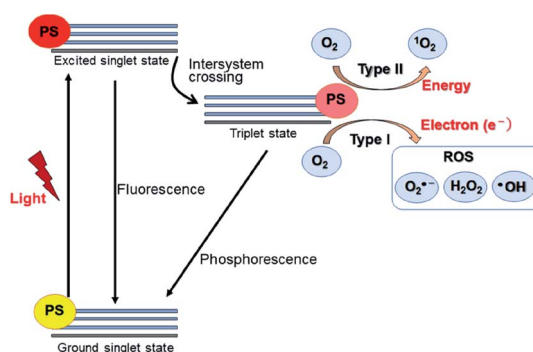 PS
Excited singlet state
Intersystem
crossing
O₂
Type II
¹O₂
Energy
PS
Triplet state
Electron (e⁻)
Type I
O₂
ROS
O₂•⁻
H₂O₂
•OH
Light
Fluorescence
Phosphorescence
PS
Ground singlet state